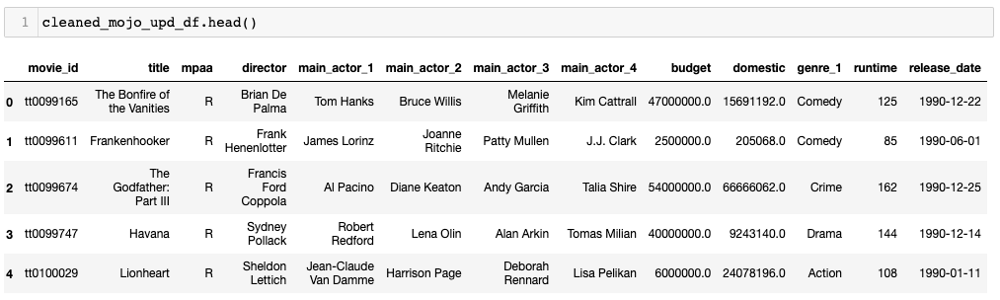 1 cleaned_mojo_upd_df.head()
movie_id title mpaa director main_actor_1 main_actor_2 main_actor_3 main_actor_4 budget domestic genre_1 runtime release_date
0 tt0099165 The Bonfire of the Vanities R Brian De Palma Tom Hanks Bruce Willis Melanie Griffith Kim Cattrall 47000000.0 15691192.0 Comedy 125 1990-12-22
1 tt0099611 Frankenhooker R Frank Henenlotter James Lorinz Joanne Ritchie Patty Mullen J.J. Clark 2500000.0 205068.0 Comedy 85 1990-06-01
2 tt0099674 The Godfather: Part III R Francis Ford Coppola Al Pacino Diane Keaton Andy Garcia Talia Shire 54000000.0 66666062.0 Crime 162 1990-12-25
3 tt0099747 Havana R Sydney Pollack Robert Redford Lena Olin Alan Arkin Tomas Milian 40000000.0 9243140.0 Drama 144 1990-12-14
4 tt0100029 Lionheart R Sheldon Lettich Jean-Claude Van Damme Harrison Page Deborah Rennard Lisa Pelikan 6000000.0 24078196.0 Action 108 1990-01-11